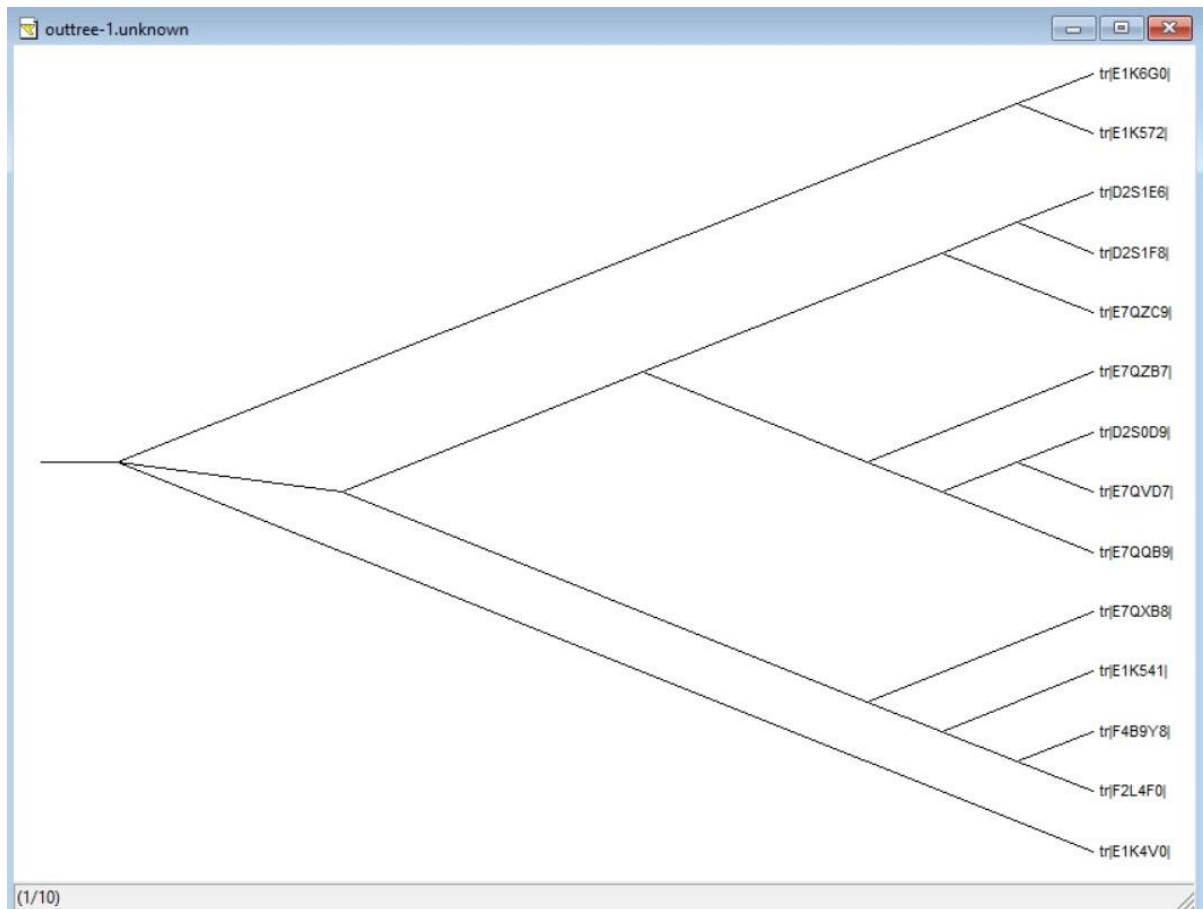 outtree-1.unknown
tr|E1K6G0|
tr|E1K572|
tr|D2S1E6|
tr|D2S1F8|
tr|E7QZC9|
tr|E7QZB7|
tr|D2S0D9|
tr|E7QVD7|
tr|E7QQB9|
tr|E7QXB8|
tr|E1K541|
tr|F4B9Y8|
tr|F2L4F0|
tr|E1K4V0|
(1/10)